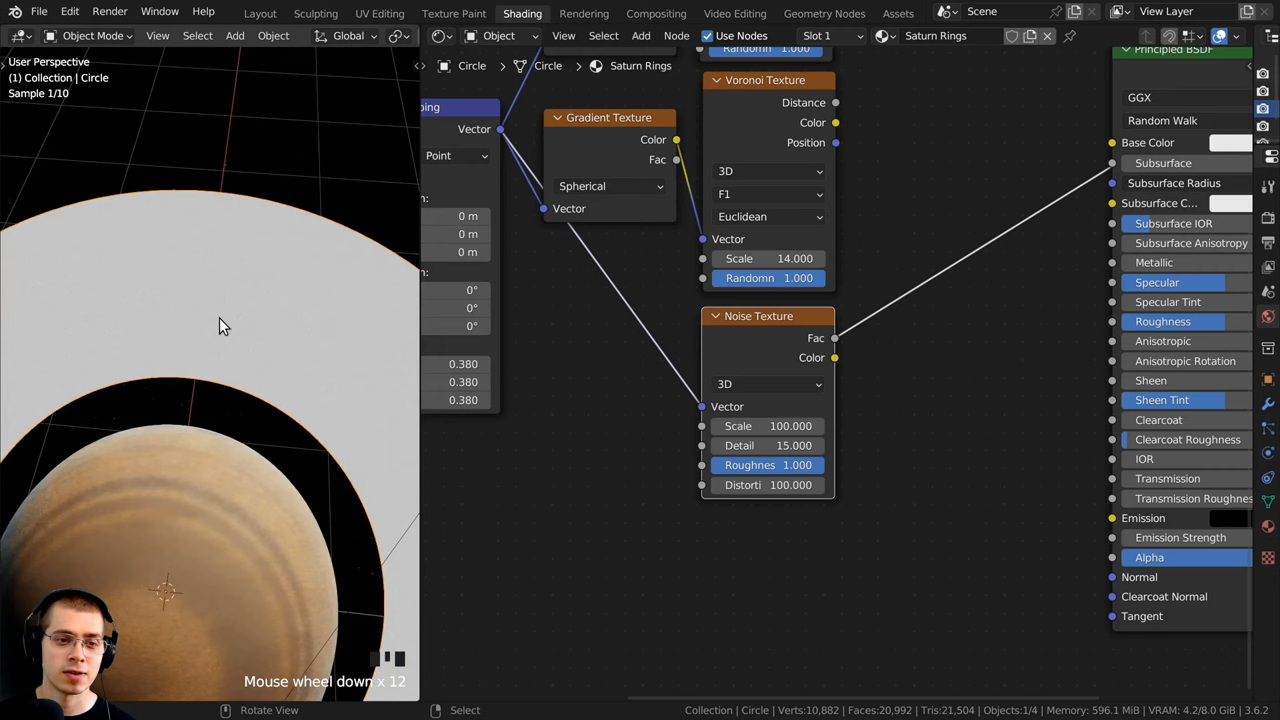 File Edit Render Window Help Layout Sculpting UV Editing Texture Paint Shading Rendering Compositing Video Editing Geometry Nodes Assets Scene View Layer
Object Mode View Select Add Object Global Object View Select Add Node Use Nodes Slot 1 Saturn Rings
User Perspective
(1) Collection | Circle
Sample 1/10
Circle Circle Saturn Rings
ping
Vector
Point
0 m
0 m
0 m
n:
0°
0°
0°
0.380
0.380
0.380
Gradient Texture
Color
Fac
Spherical
Vector
Randomn 1.000
Voronoi Texture
Distance
Color
Position
3D
F1
Euclidean
Vector
Scale 14.000
Randomn 1.000
Noise Texture
Fac
Color
3D
Vector
Scale 100.000
Detail 15.000
Roughnes 1.000
Distorti 100.000
Principled BSDF
GGX
Random Walk
Base Color
Subsurface
Subsurface Radius
Subsurface C...
Subsurface IOR
Subsurface Anisotropy
Metallic
Specular
Specular Tint
Roughness
Anisotropic
Anisotropic Rotation
Sheen
Sheen Tint
Clearcoat
Clearcoat Roughness
IOR
Transmission
Transmission Roughnes
Emission
Emission Strength
Alpha
Normal
Clearcoat Normal
Tangent
Mouse wheel down x 12
Rotate View Select Collection | Circle | Verts:10,882 | Faces:20,992 | Tris:21,504 | Objects:1/4 | Memory: 596.1 MiB | VRAM: 4.2/8.0 GiB | 3.6.2